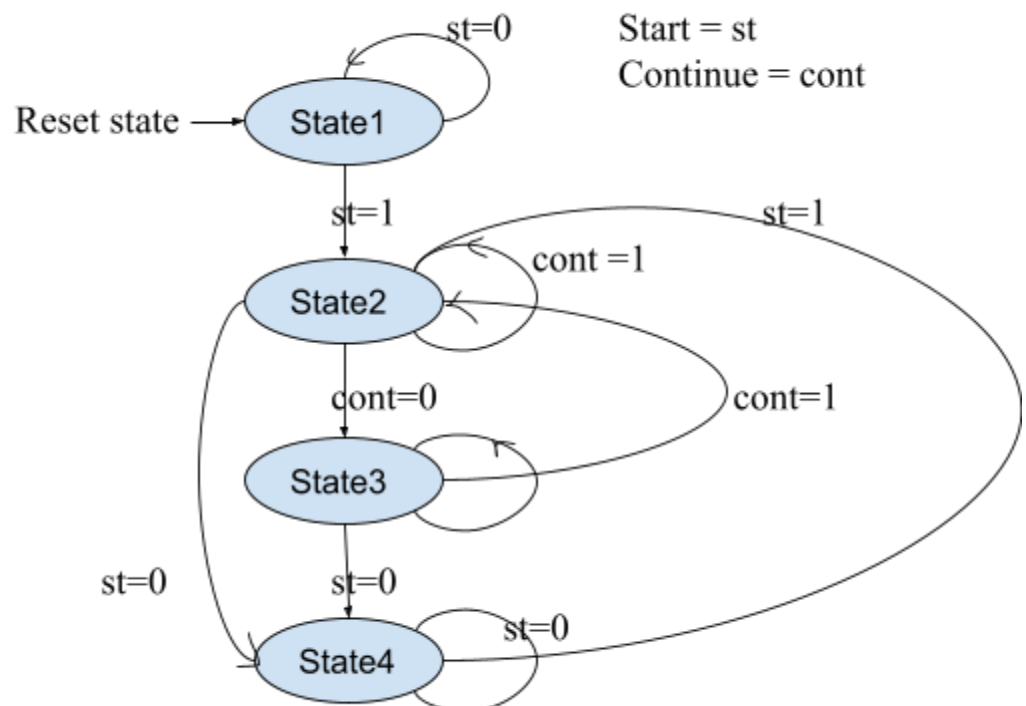 st=0
Start = st
Continue = cont
Reset state
State1
st=1
st=1
cont =1
State2
cont=0
cont=1
State3
st=0
st=0
st=0
State4